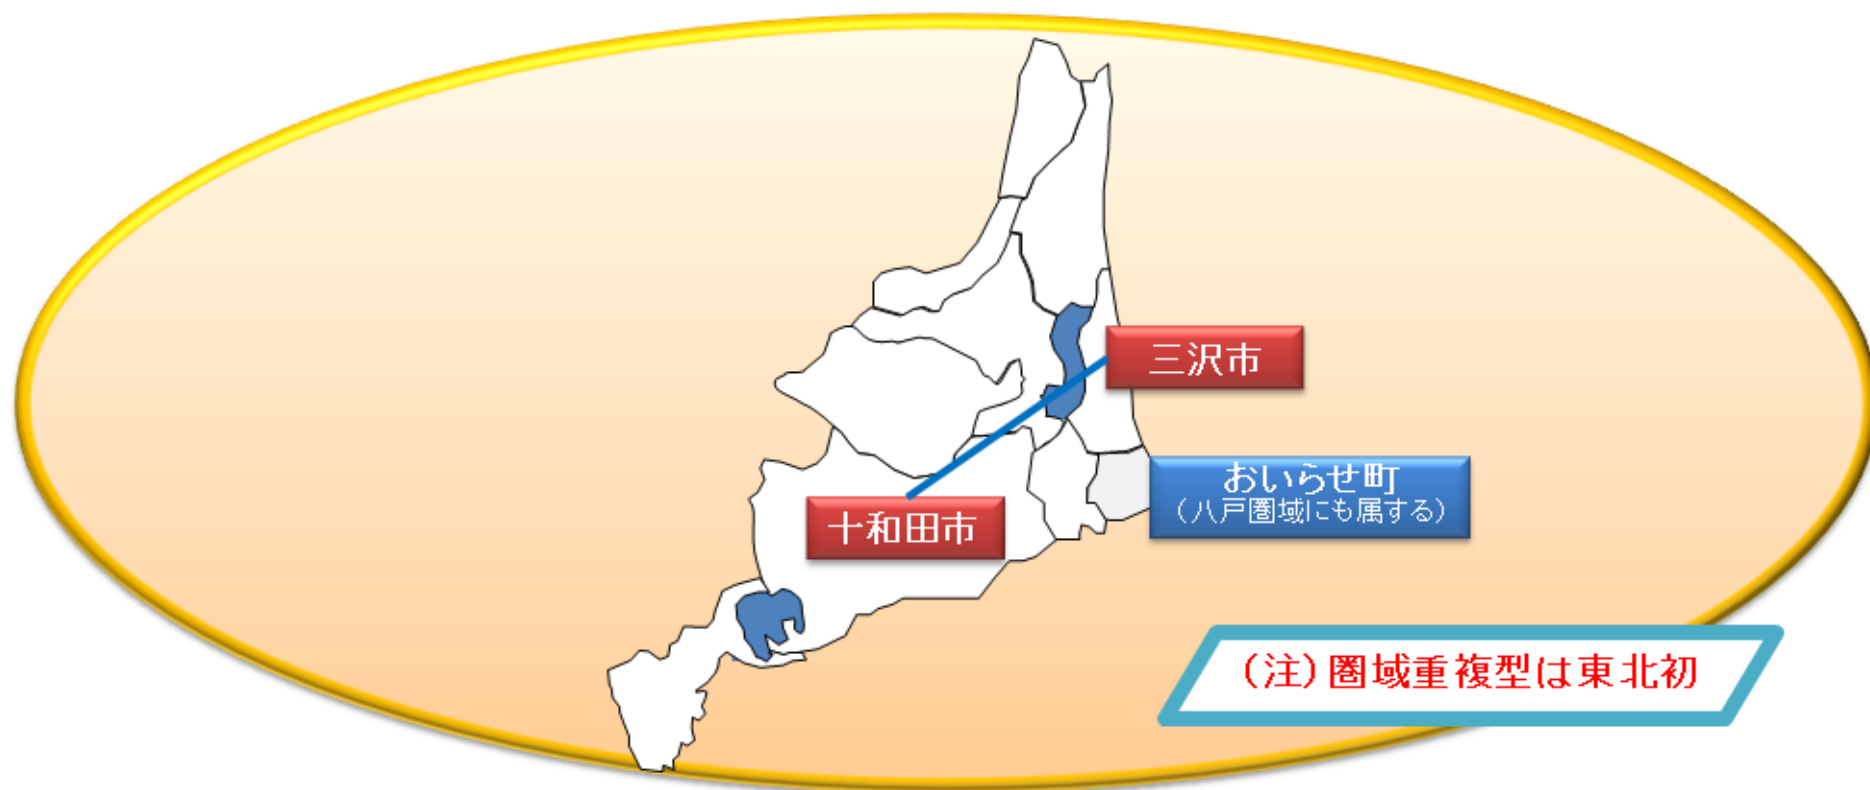 三沢市
おいらせ町
（八戸圏域にも属する）
十和田市
（注）圏域重複型は東北初